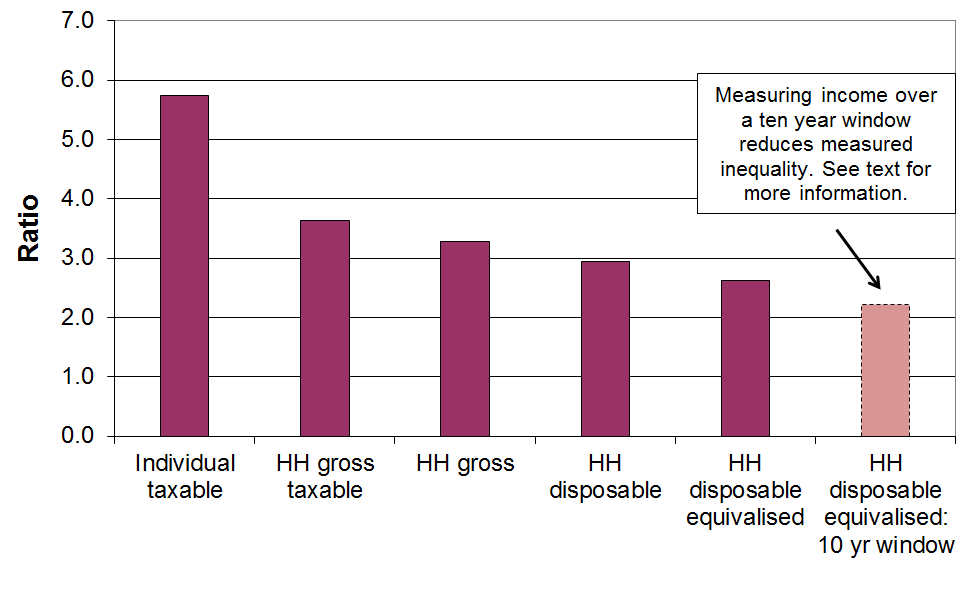 7.0
6.0
5.0
4.0
3.0
2.0
1.0
0.0
Ratio
Measuring income over
a ten year window
reduces measured
inequality. See text for
more information.
Individual
taxable
HH gross
taxable
HH gross
HH
disposable
HH
disposable
equivalised
HH
disposable
equivalised:
10 yr window